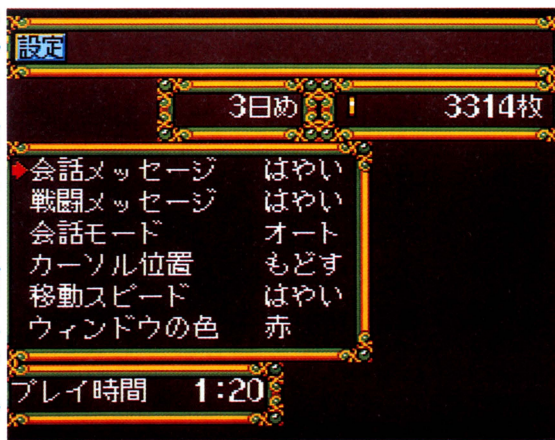 設定
3日め
3314枚
会話メッセージ はやい
戦闘メッセージ はやい
会話モード オート
カーソル位置 もどす
移動スピード はやい
ウィンドウの色 赤
プレイ時間 1:20